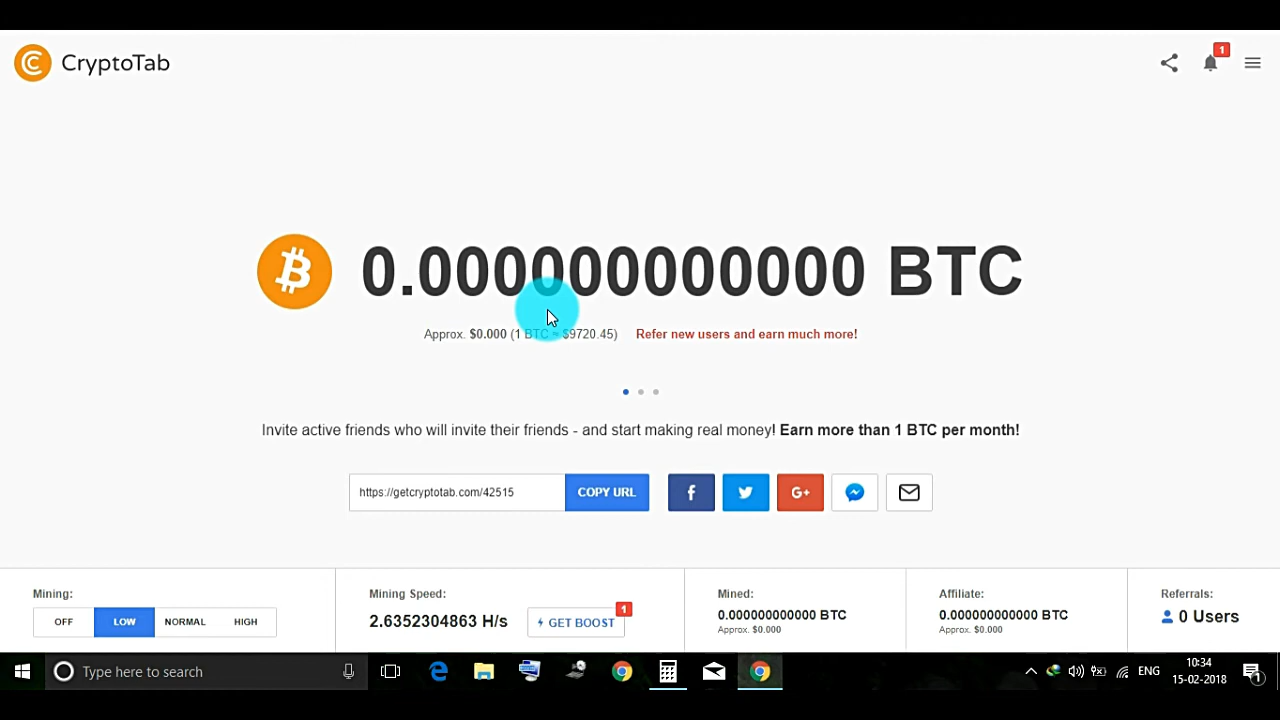 CryptoTab
1
0.000000000000 BTC
Approx. $0.000 (1 BTC ≈ $9720.45) Refer new users and earn much more!
Invite active friends who will invite their friends - and start making real money! Earn more than 1 BTC per month!
https://getcryptotab.com/42515 COPY URL
Mining: Mining Speed: Mined: Affiliate: Referrals:
OFF LOW NORMAL HIGH 2.6352304863 H/s GET BOOST 1 0.000000000000 BTC 0.000000000000 BTC 0 Users
Approx. $0.000 Approx. $0.000
Type here to search ENG 10:34
15-02-2018 1